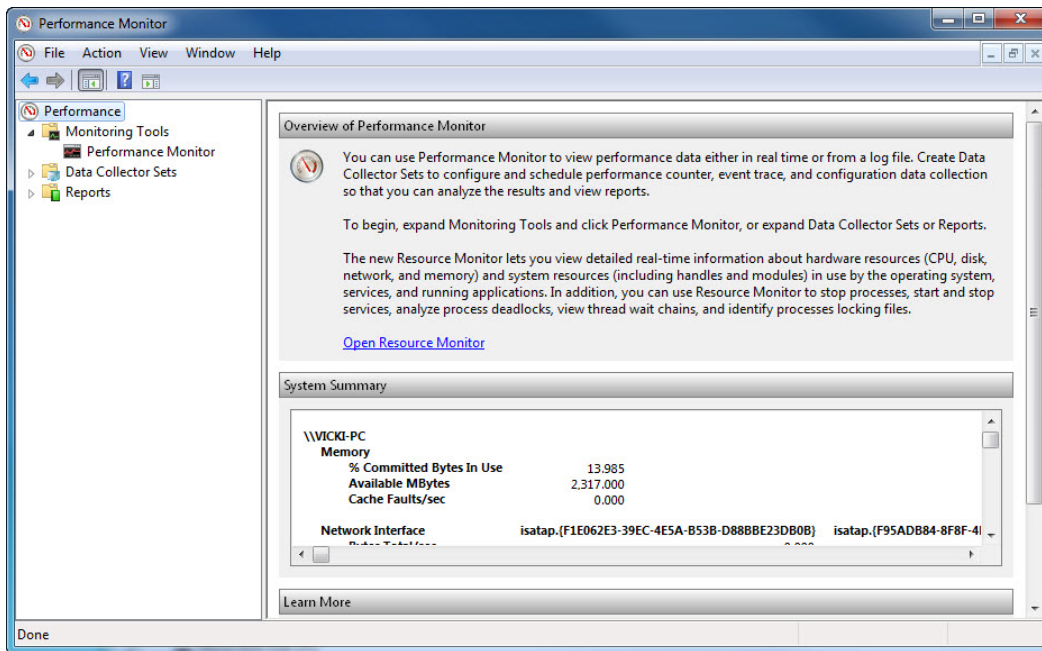 Performance Monitor
File Action View Window Help
Performance
Monitoring Tools
Performance Monitor
Data Collector Sets
Reports
Overview of Performance Monitor
You can use Performance Monitor to view performance data either in real time or from a log file. Create Data
Collector Sets to configure and schedule performance counter, event trace, and configuration data collection
so that you can analyze the results and view reports.
To begin, expand Monitoring Tools and click Performance Monitor, or expand Data Collector Sets or Reports.
The new Resource Monitor lets you view detailed real-time information about hardware resources (CPU, disk,
network, and memory) and system resources (including handles and modules) in use by the operating system,
services, and running applications. In addition, you can use Resource Monitor to stop processes, start and stop
services, analyze process deadlocks, view thread wait chains, and identify processes locking files.
Open Resource Monitor
System Summary
\\VICKI-PC
Memory
% Committed Bytes In Use 13.985
Available MBytes 2,317.000
Cache Faults/sec 0.000
Network Interface isatap.{F1E062E3-39EC-4E5A-B53B-D88BBE23DB0B} isatap.{F95ADB84-8F8F-4
Learn More
Done